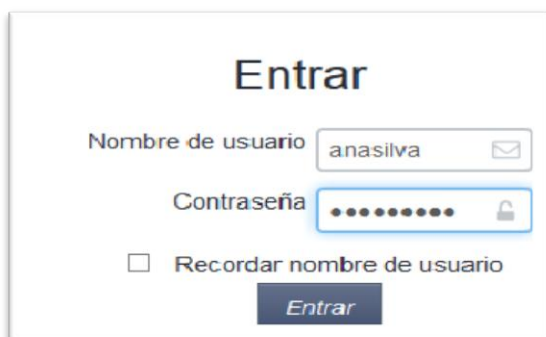 Entrar
Nombre de usuario anasilva
Contraseña •••••••••
Recordar nombre de usuario
Entrar